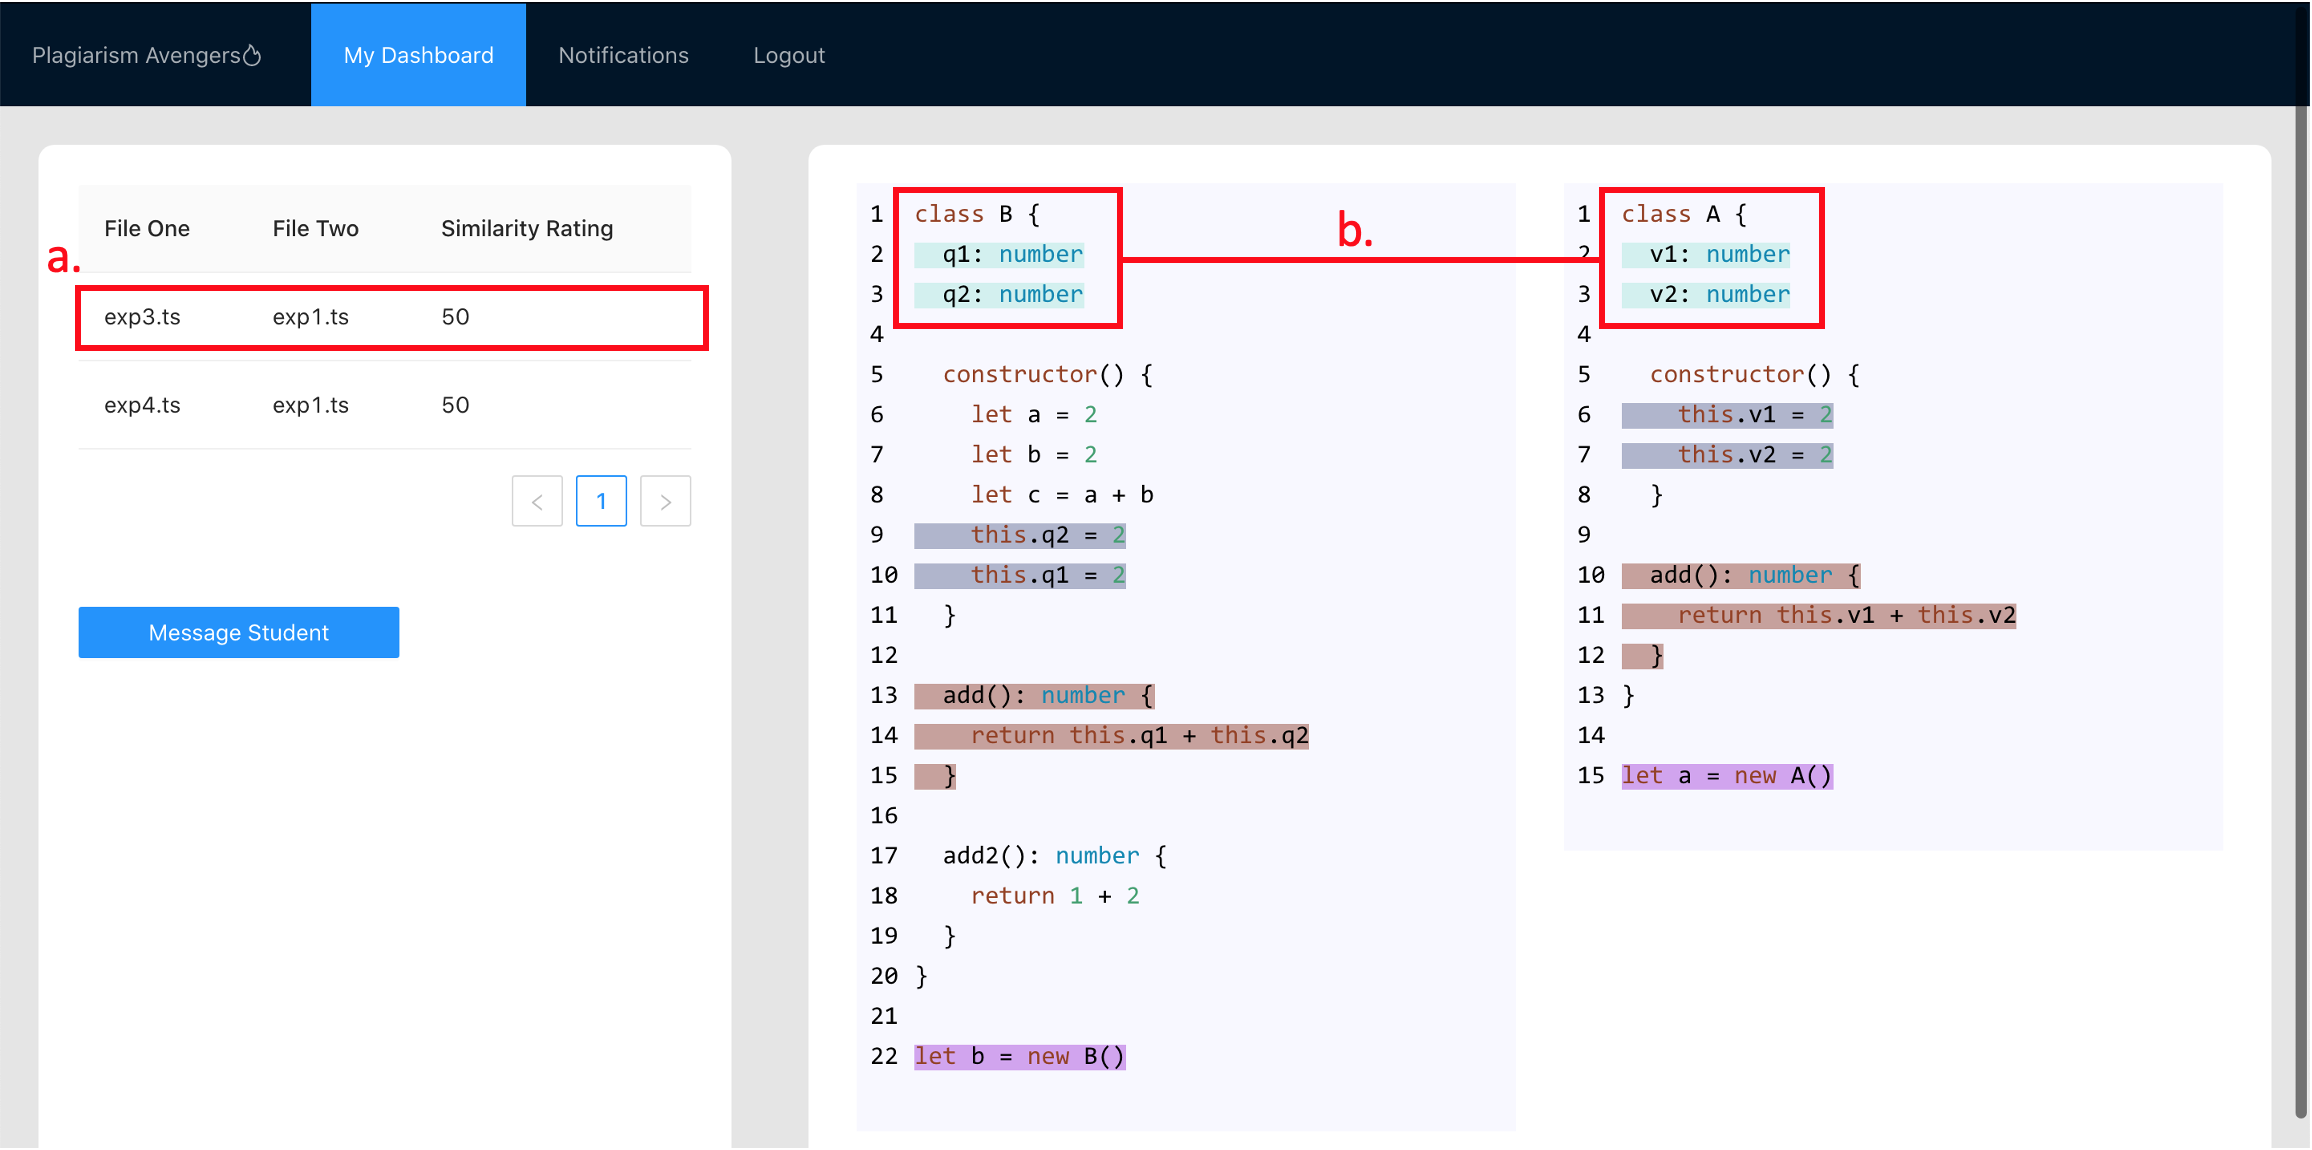 Plagiarism Avengers My Dashboard Notifications Logout
File One File Two Similarity Rating
a.
exp3.ts exp1.ts 50
exp4.ts exp1.ts 50
< 1 >
Message Student
b.
1 class B {
2   q1: number
3   q2: number
4
5   constructor() {
6     let a = 2
7     let b = 2
8     let c = a + b
9     this.q2 = 2
10     this.q1 = 2
11   }
12
13   add(): number {
14     return this.q1 + this.q2
15   }
16
17   add2(): number {
18     return 1 + 2
19   }
20 }
21
22 let b = new B()
1 class A {
2   v1: number
3   v2: number
4
5   constructor() {
6     this.v1 = 2
7     this.v2 = 2
8   }
9
10   add(): number {
11     return this.v1 + this.v2
12   }
13 }
14
15 let a = new A()